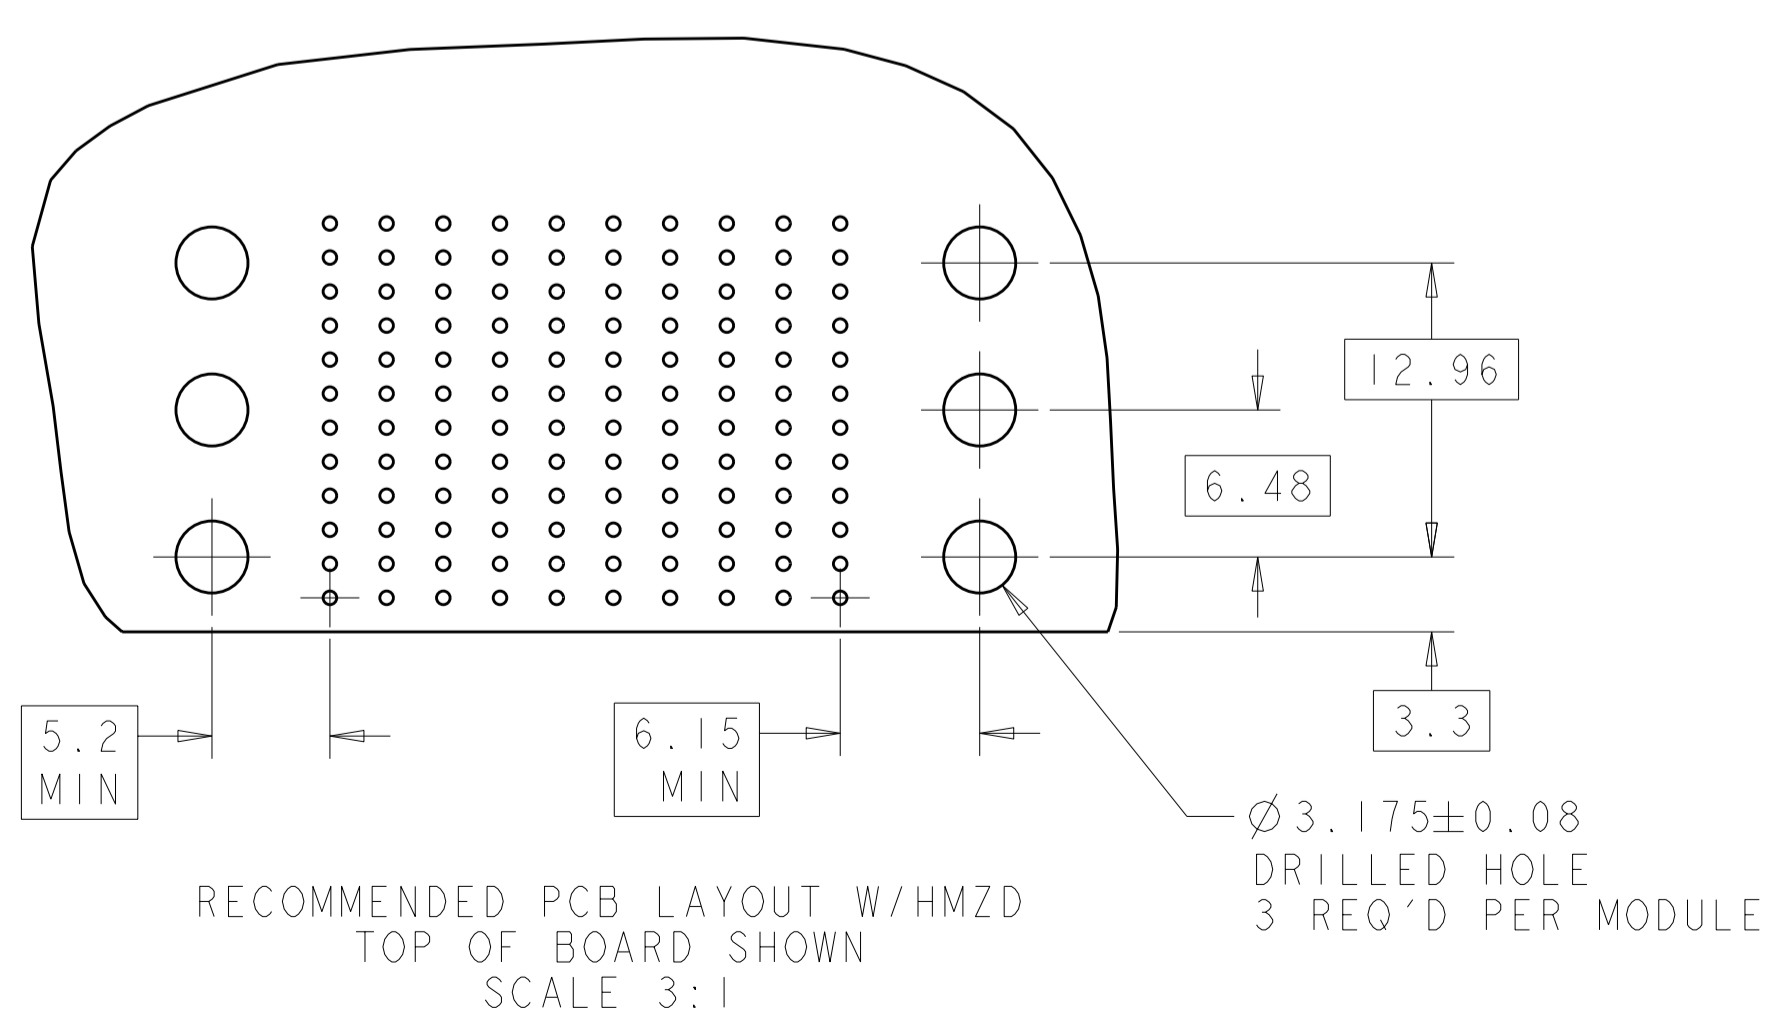 12.96
6.48
5.2
MIN
6.15
MIN
3.3
Ø3.175±0.08
DRILLED HOLE
3 REQ'D PER MODULE
RECOMMENDED PCB LAYOUT W/HMZD
TOP OF BOARD SHOWN
SCALE 3:1